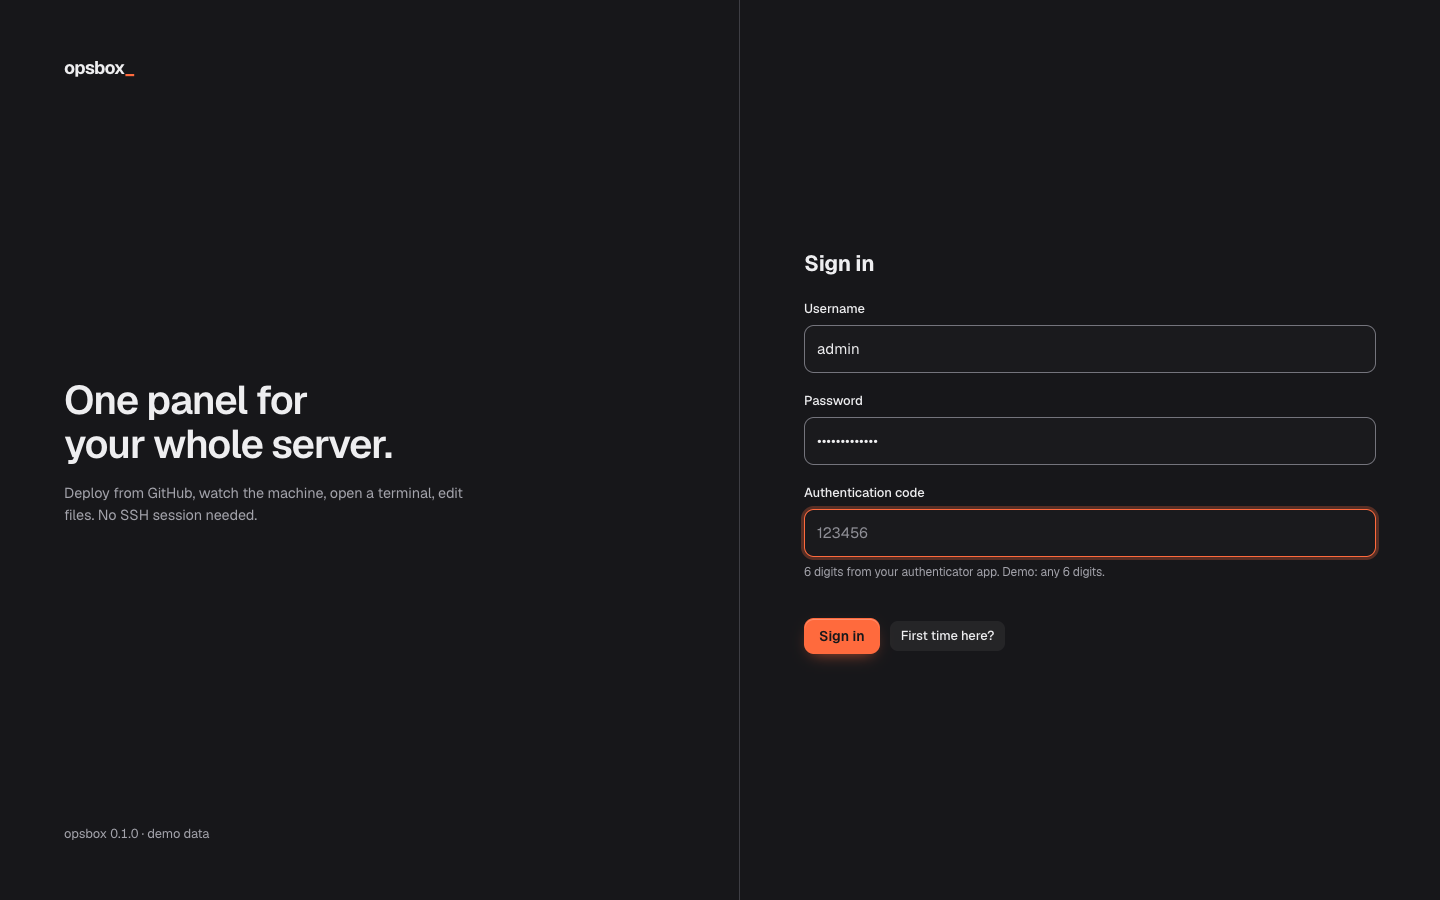 opsbox_
One panel for
your whole server.
Deploy from GitHub, watch the machine, open a terminal, edit
files. No SSH session needed.
opsbox 0.1.0 · demo data
Sign in
Username
admin
Password
•••••••••••••
Authentication code
123456
6 digits from your authenticator app. Demo: any 6 digits.
Sign in
First time here?